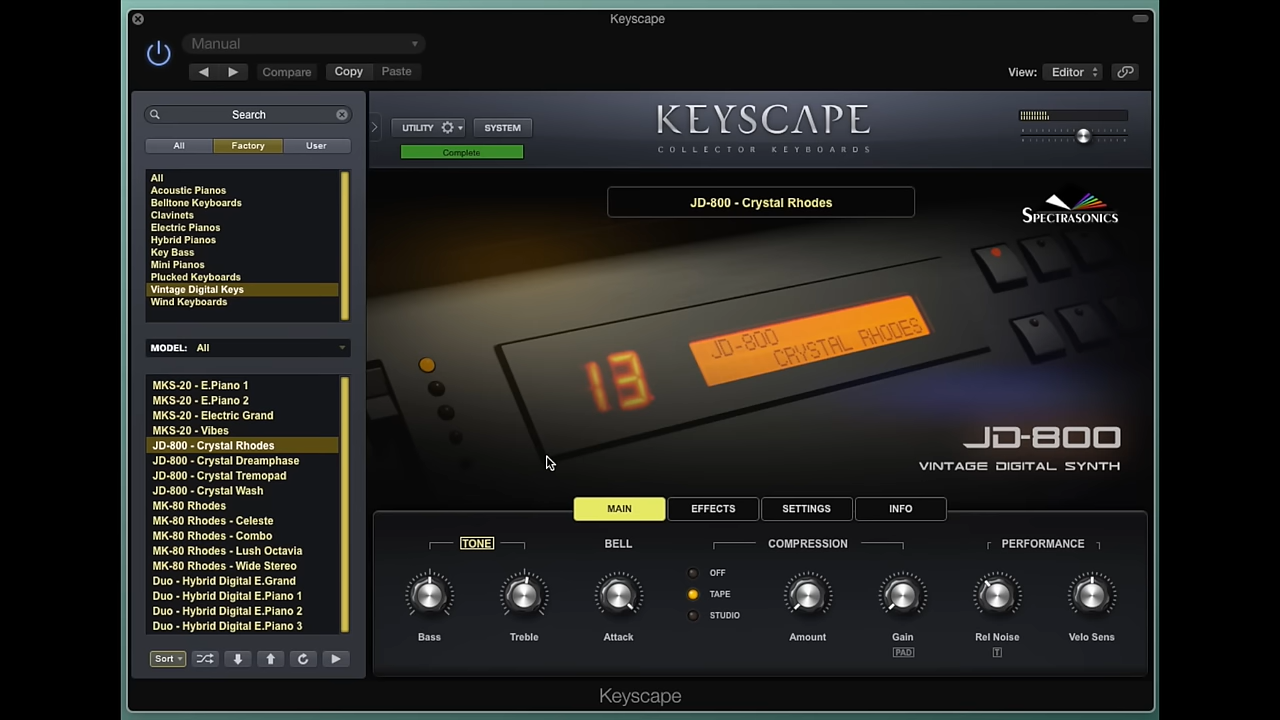 Keyscape
Manual
Compare
Copy
Paste
View:
Editor
Search
All
Factory
User
UTILITY
SYSTEM
Complete
KEYSCAPE
COLLECTOR KEYBOARDS
All
Acoustic Pianos
Belltone Keyboards
Clavinets
Electric Pianos
Hybrid Pianos
Key Bass
Mini Pianos
Plucked Keyboards
Vintage Digital Keys
Wind Keyboards
MODEL: All
MKS-20 - E.Piano 1
MKS-20 - E.Piano 2
MKS-20 - Electric Grand
MKS-20 - Vibes
JD-800 - Crystal Rhodes
JD-800 - Crystal Dreamphase
JD-800 - Crystal Tremopad
JD-800 - Crystal Wash
MK-80 Rhodes
MK-80 Rhodes - Celeste
MK-80 Rhodes - Combo
MK-80 Rhodes - Lush Octavia
MK-80 Rhodes - Wide Stereo
Duo - Hybrid Digital E.Grand
Duo - Hybrid Digital E.Piano 1
Duo - Hybrid Digital E.Piano 2
Duo - Hybrid Digital E.Piano 3
Sort
JD-800 - Crystal Rhodes
SPECTRASONICS
13
JD-800
CRYSTAL RHODES
JD-800
VINTAGE DIGITAL SYNTH
MAIN
EFFECTS
SETTINGS
INFO
TONE
BELL
COMPRESSION
PERFORMANCE
OFF
TAPE
STUDIO
Bass
Treble
Attack
Amount
Gain
Rel Noise
Velo Sens
PAD
T
Keyscape